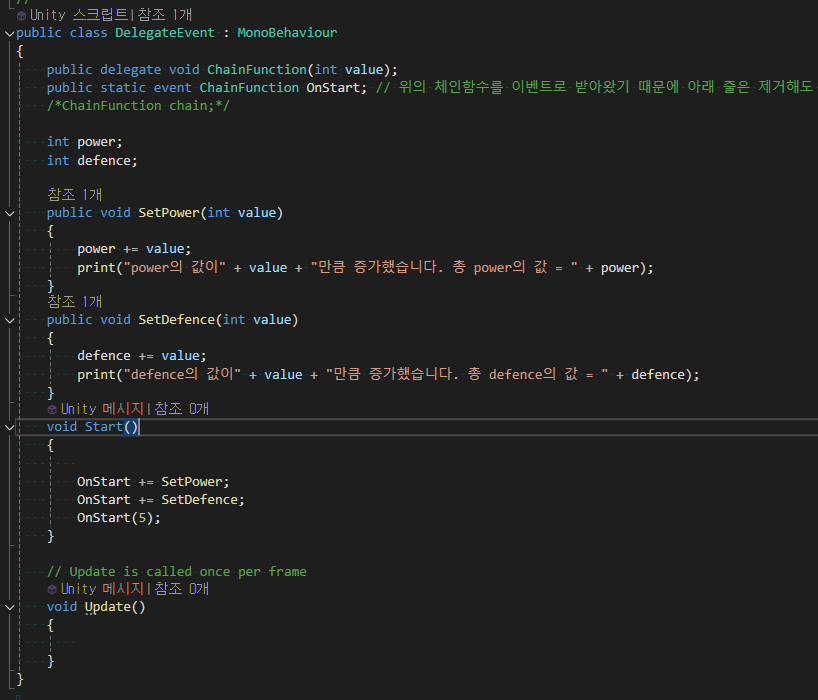 //
Unity 스크립트|참조 1개
public class DelegateEvent : MonoBehaviour
{
public delegate void ChainFunction(int value);
public static event ChainFunction OnStart; // 위의 체인함수를 이벤트로 받아왔기 때문에 아래 줄은 제거해도
/*ChainFunction chain;*/
int power;
int defence;
참조 1개
public void SetPower(int value)
{
power += value;
print("power의 값이" + value + "만큼 증가했습니다. 총 power의 값 = " + power);
}
참조 1개
public void SetDefence(int value)
{
defence += value;
print("defence의 값이" + value + "만큼 증가했습니다. 총 defence의 값 = " + defence);
}
Unity 메시지|참조 0개
void Start()
{
OnStart += SetPower;
OnStart += SetDefence;
OnStart(5);
}
// Update is called once per frame
Unity 메시지|참조 0개
void Update()
{
}
}